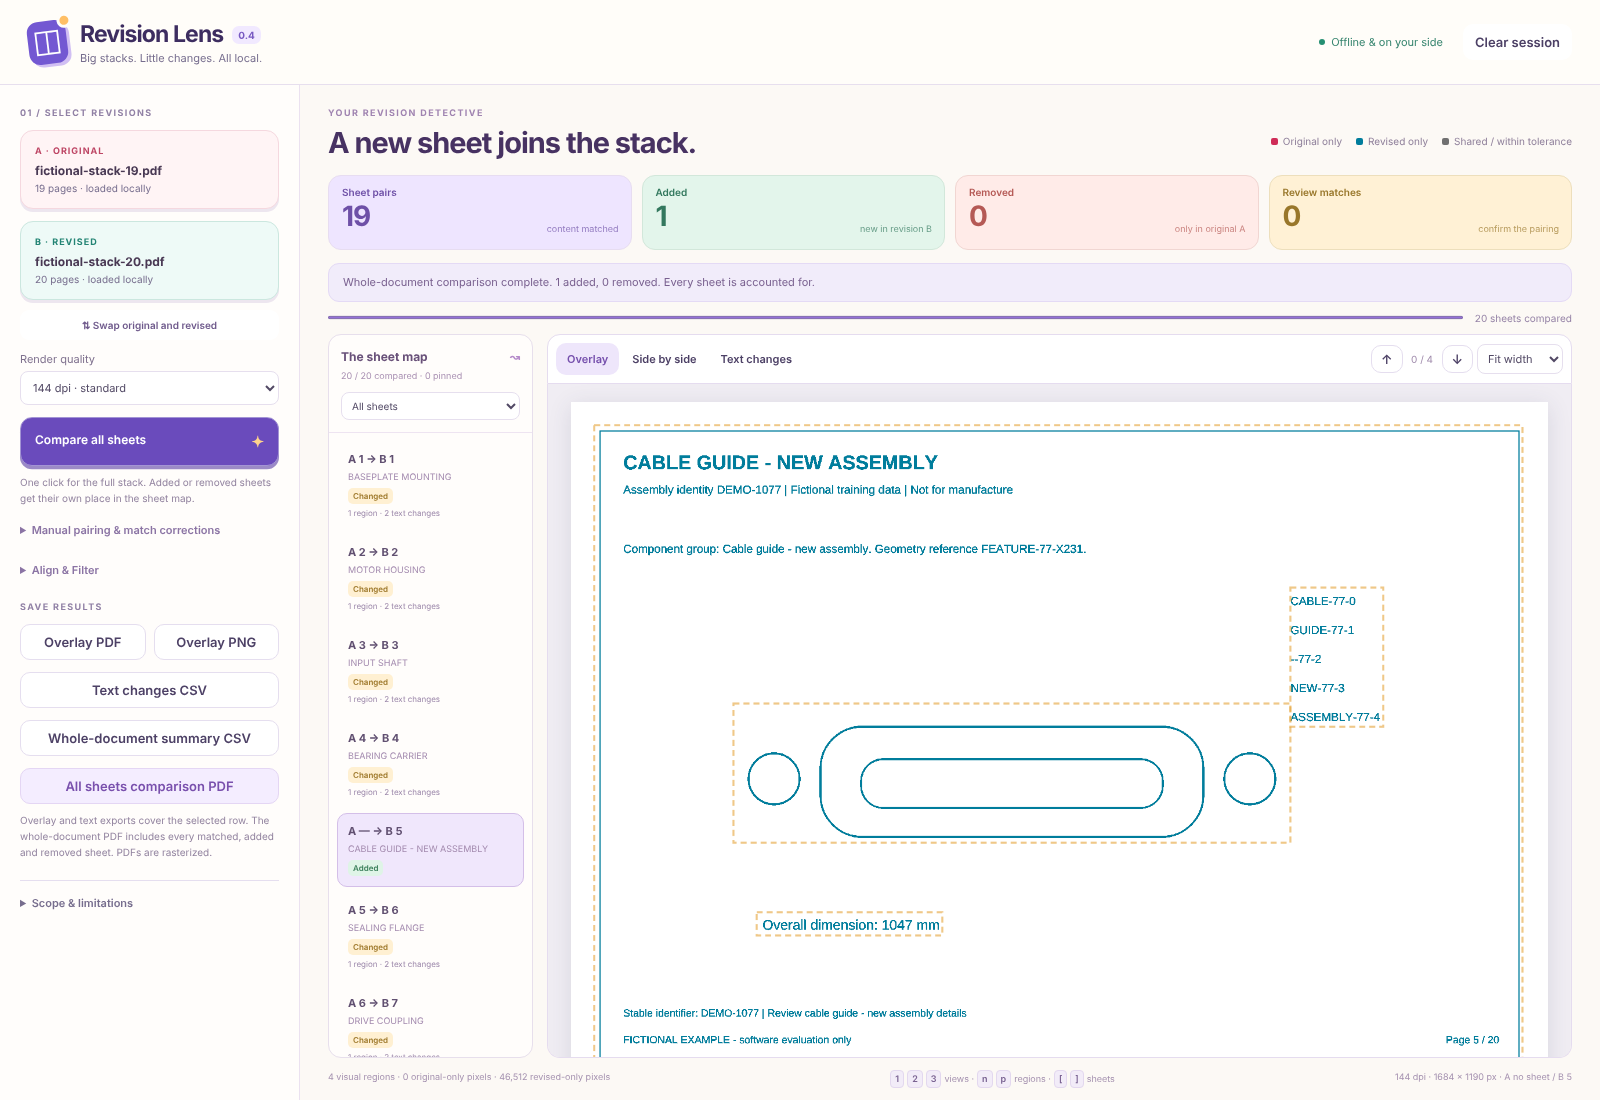 Revision Lens 0.4
Big stacks. Little changes. All local.
Offline & on your side
Clear session
01 / SELECT REVISIONS
A · ORIGINAL
fictional-stack-19.pdf
19 pages · loaded locally
B · REVISED
fictional-stack-20.pdf
20 pages · loaded locally
⇅ Swap original and revised
Render quality
144 dpi · standard
Compare all sheets
One click for the full stack. Added or removed sheets
get their own place in the sheet map.
Manual pairing & match corrections
Align & Filter
SAVE RESULTS
Overlay PDF
Overlay PNG
Text changes CSV
Whole-document summary CSV
All sheets comparison PDF
Overlay and text exports cover the selected row. The
whole-document PDF includes every matched, added
and removed sheet. PDFs are rasterized.
Scope & limitations
YOUR REVISION DETECTIVE
A new sheet joins the stack.
Original only
Revised only
Shared / within tolerance
Sheet pairs
19
content matched
Added
1
new in revision B
Removed
0
only in original A
Review matches
0
confirm the pairing
Whole-document comparison complete. 1 added, 0 removed. Every sheet is accounted for.
20 sheets compared
The sheet map
20 / 20 compared · 0 pinned
All sheets
A 1 → B 1
BASEPLATE MOUNTING
Changed
1 region · 2 text changes
A 2 → B 2
MOTOR HOUSING
Changed
1 region · 2 text changes
A 3 → B 3
INPUT SHAFT
Changed
1 region · 2 text changes
A 4 → B 4
BEARING CARRIER
Changed
1 region · 2 text changes
A — → B 5
CABLE GUIDE - NEW ASSEMBLY
Added
A 5 → B 6
SEALING FLANGE
Changed
1 region · 2 text changes
A 6 → B 7
DRIVE COUPLING
Changed
1 region · 2 text changes
Overlay
Side by side
Text changes
↑
0 / 4
↓
Fit width
CABLE GUIDE - NEW ASSEMBLY
Assembly identity DEMO-1077 | Fictional training data | Not for manufacture
Component group: Cable guide - new assembly. Geometry reference FEATURE-77-X231.
CABLE-77-0
GUIDE-77-1
--77-2
NEW-77-3
ASSEMBLY-77-4
Overall dimension: 1047 mm
Stable identifier: DEMO-1077 | Review cable guide - new assembly details
FICTIONAL EXAMPLE - software evaluation only
Page 5 / 20
4 visual regions · 0 original-only pixels · 46,512 revised-only pixels
1 2 3 views · n p regions · [ ] sheets
144 dpi · 1684 × 1190 px · A no sheet / B 5